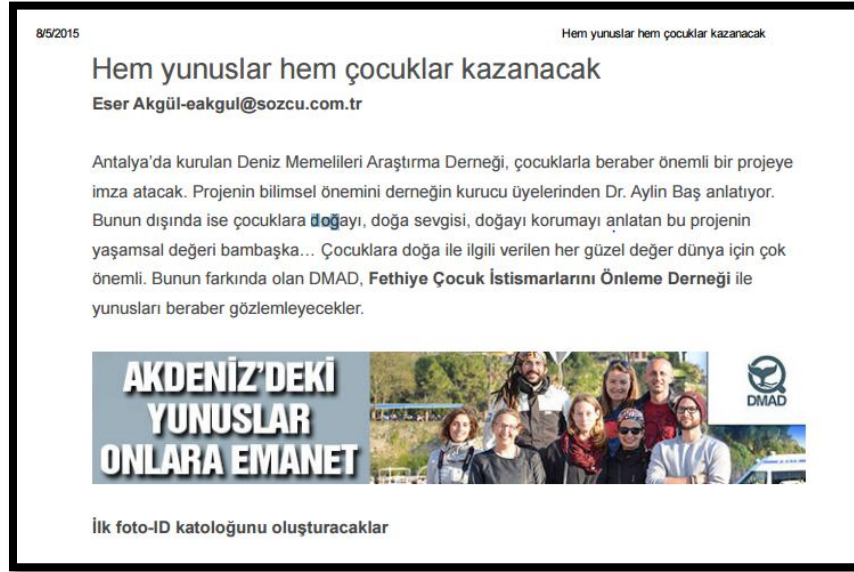 8/5/2015 Hem yunuslar hem çocuklar kazanacak
Hem yunuslar hem çocuklar kazanacak
Eser Akgül-eakgul@sozcu.com.tr
Antalya’da kurulan Deniz Memelileri Araştırma Derneği, çocuklarla beraber önemli bir projeye
imza atacak. Projenin bilimsel önemini derneğin kurucu üyelerinden Dr. Aylin Baş anlatıyor.
Bunun dışında ise çocuklara doğayı, doğa sevgisi, doğayı korumayı anlatan bu projenin
yaşamsal değeri bambaşka… Çocuklara doğa ile ilgili verilen her güzel değer dünya için çok
önemli. Bunun farkında olan DMAD, Fethiye Çocuk İstismarlarını Önleme Derneği ile
yunusları beraber gözlemleyecekler.
AKDENİZ’DEKİ
YUNUSLAR
ONLARA EMANET
DMAD
İlk foto-ID katoloğunu oluşturacaklar